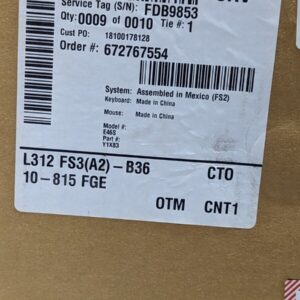 Service Tag (S/N): FDB9853
Qty: 0009 of 0010 Tie #: 1
Cust PO: 18100178128
Order #: 672767554
System: Assembled in Mexico (FS2)
Keyboard: Made in China
Mouse: Made in China
Model #:
E46S
Part #:
Y1X83
L312 FS3(A2)-B36 CTO
10-815 FGE
OTM CNT1